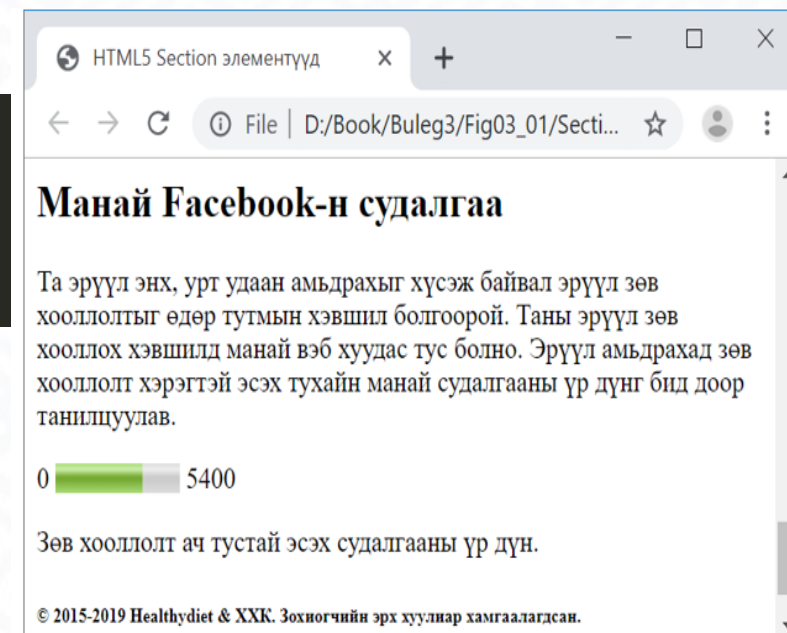 HTML5 Section элементүүд
File D:/Book/Buleg3/Fig03_01/Secti...
Манай Facebook-н судалгаа
Та эрүүл энх, урт удаан амьдрахыг хүсэж байвал эрүүл зөв
хооллолтыг өдөр тутмын хэвшил болгоорой. Таны эрүүл зөв
хооллох хэвшилд манай вэб хуудас тус болно. Эрүүл амьдрахад зөв
хооллолт хэрэгтэй эсэх тухайн манай судалгааны үр дүнг бид доор
танилцуулав.
0 5400
Зөв хооллолт ач тустай эсэх судалгааны үр дүн.
© 2015-2019 Healthydiet & ХХК. Зохиогчийн эрх хуулиар хамгаалагдсан.